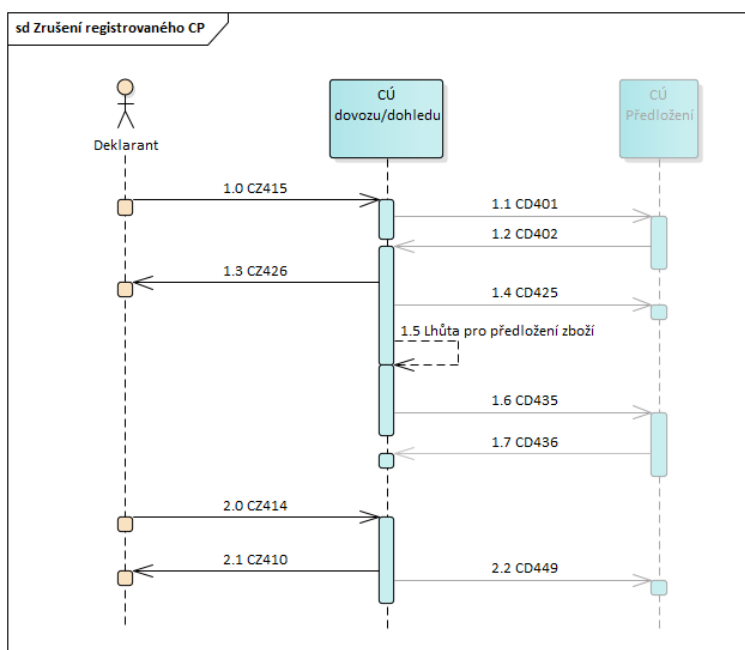 sd Zrušení registrovaného CP
Deklarant
CÚ
dovozu/dohledu
CÚ
Předložení
1.0 CZ415
1.1 CD401
1.2 CD402
1.3 CZ426
1.4 CD425
1.5 Lhůta pro předložení zboží
1.6 CD435
1.7 CD436
2.0 CZ414
2.1 CZ410
2.2 CD449